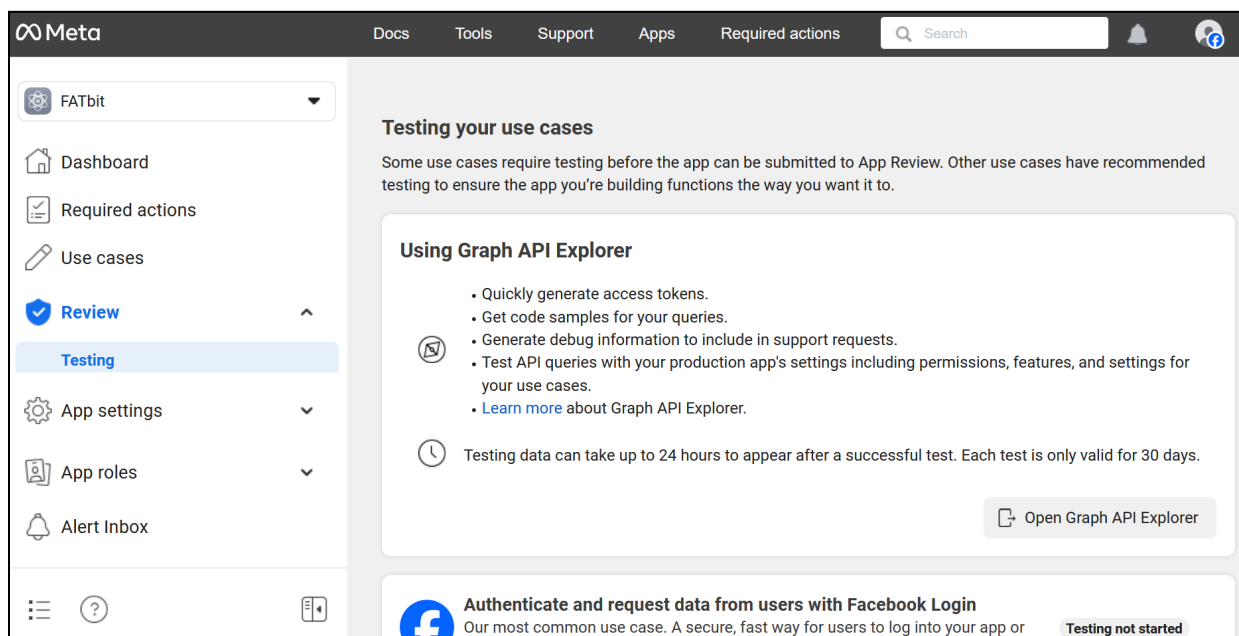 Meta
Docs
Tools
Support
Apps
Required actions
Search
FATbit
Dashboard
Required actions
Use cases
Review
Testing
App settings
App roles
Alert Inbox
Testing your use cases
Some use cases require testing before the app can be submitted to App Review. Other use cases have recommended
testing to ensure the app you’re building functions the way you want it to.
Using Graph API Explorer
• Quickly generate access tokens.
• Get code samples for your queries.
• Generate debug information to include in support requests.
• Test API queries with your production app's settings including permissions, features, and settings for
your use cases.
• Learn more about Graph API Explorer.
Testing data can take up to 24 hours to appear after a successful test. Each test is only valid for 30 days.
Open Graph API Explorer
Authenticate and request data from users with Facebook Login
Our most common use case. A secure, fast way for users to log into your app or
Testing not started